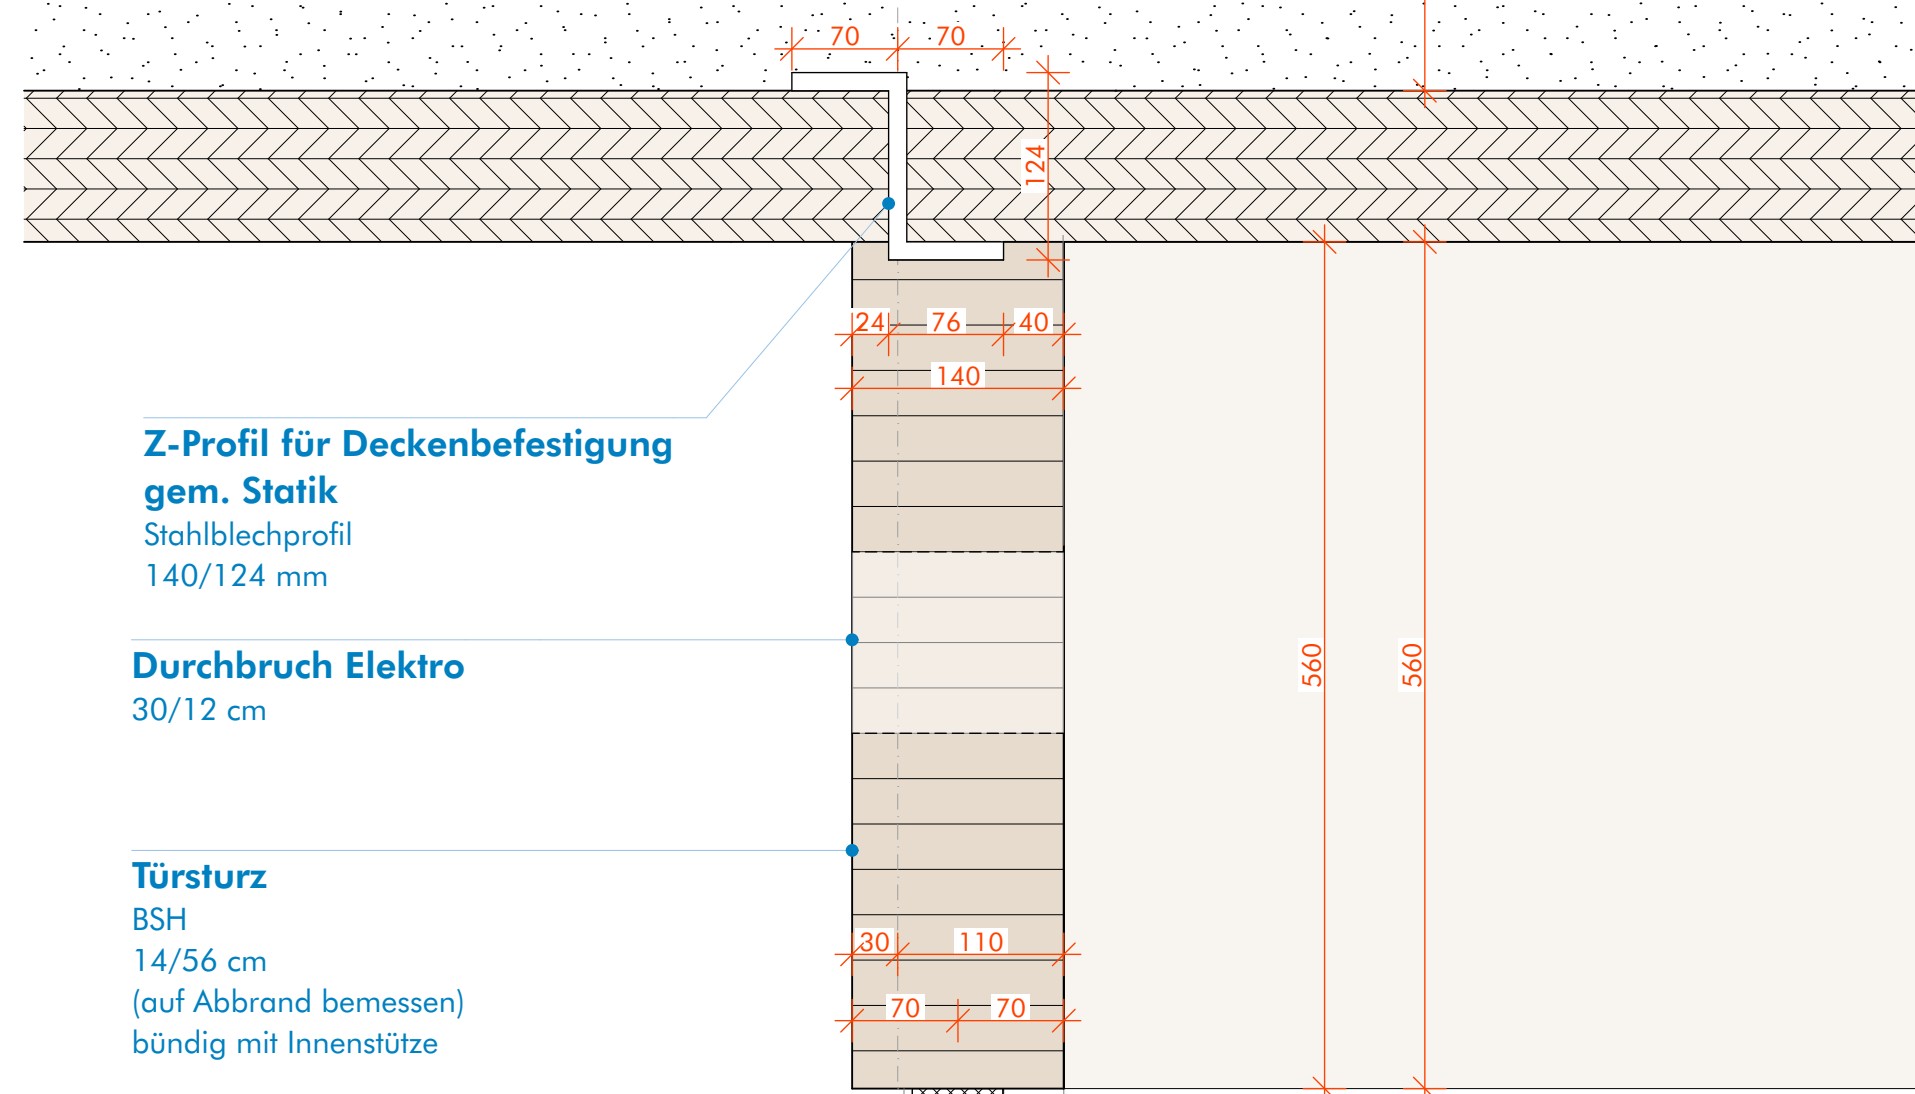 70 70
124
24 76 40
140
Z-Profil für Deckenbefestigung
gem. Statik
Stahlblechprofil
140/124 mm
560 560
Durchbruch Elektro
30/12 cm
Türsturz
BSH
14/56 cm
(auf Abbrand bemessen)
bündig mit Innenstütze
30 110
70 70